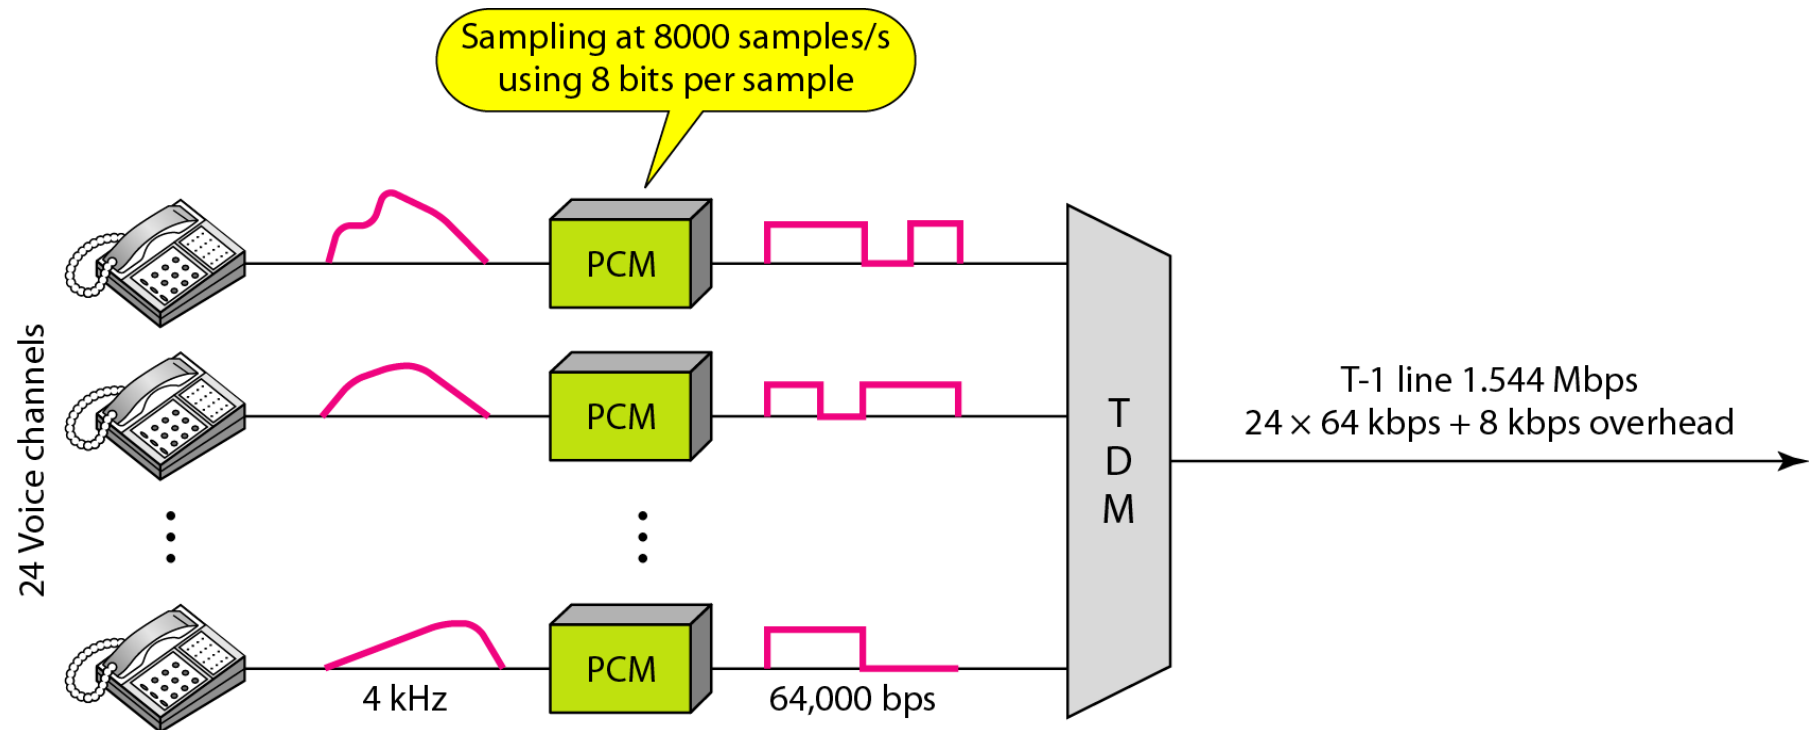 Sampling at 8000 samples/s
using 8 bits per sample
24 Voice channels
PCM
PCM
PCM
4 kHz
64,000 bps
T
D
M
T-1 line 1.544 Mbps
24 × 64 kbps + 8 kbps overhead